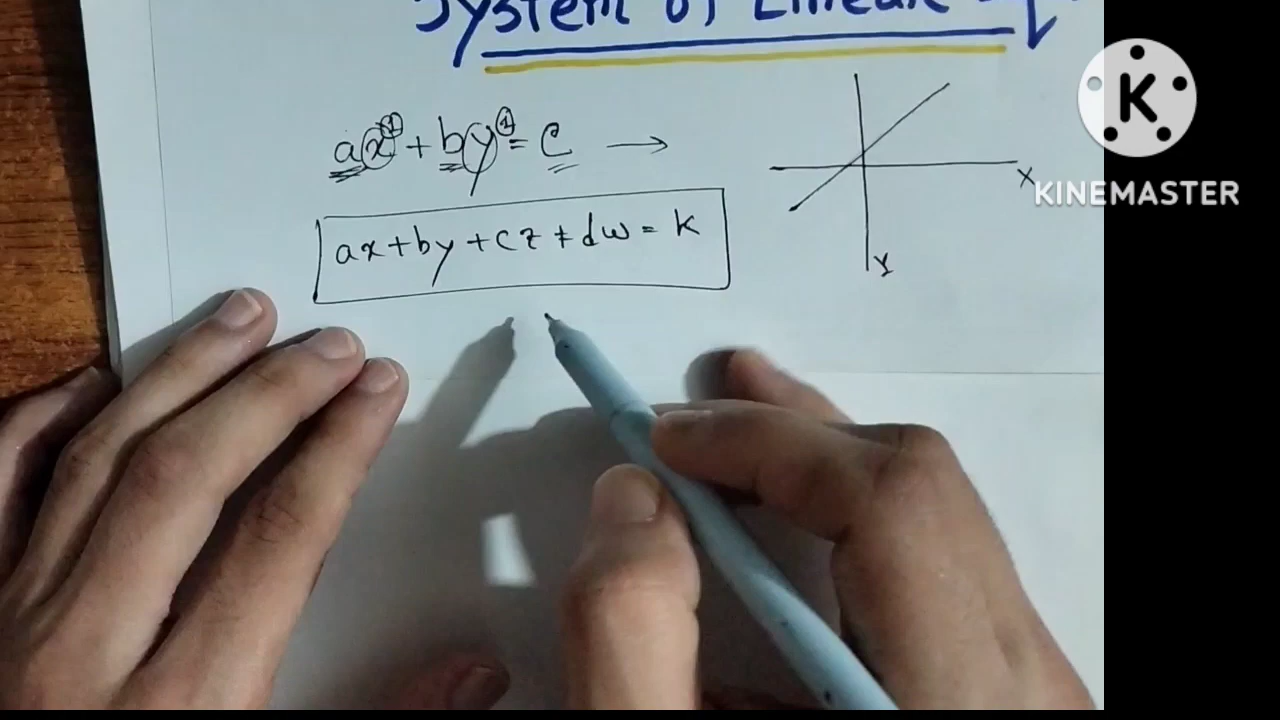 System of Linear
ax¹ + by¹ = c →
ax+by+cz+dw=k
X
Y
K
KINEMASTER